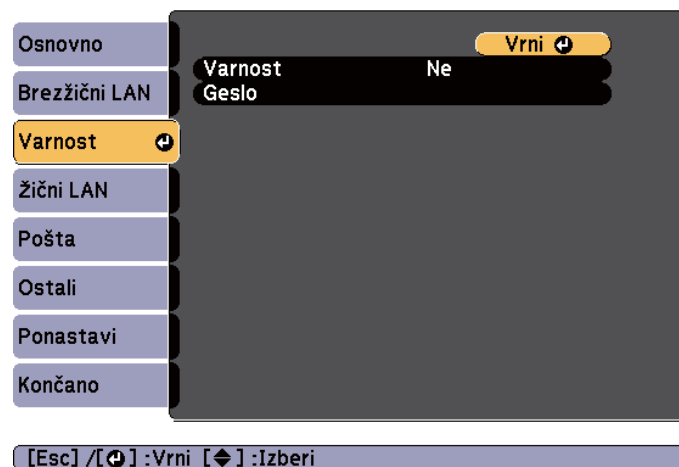 Osnovno
Brezžični LAN
Varnost
Žični LAN
Pošta
Ostali
Ponastavi
Končano
Vrni
Varnost Ne
Geslo
[Esc] /[ ] :Vrni [ ] :Izberi